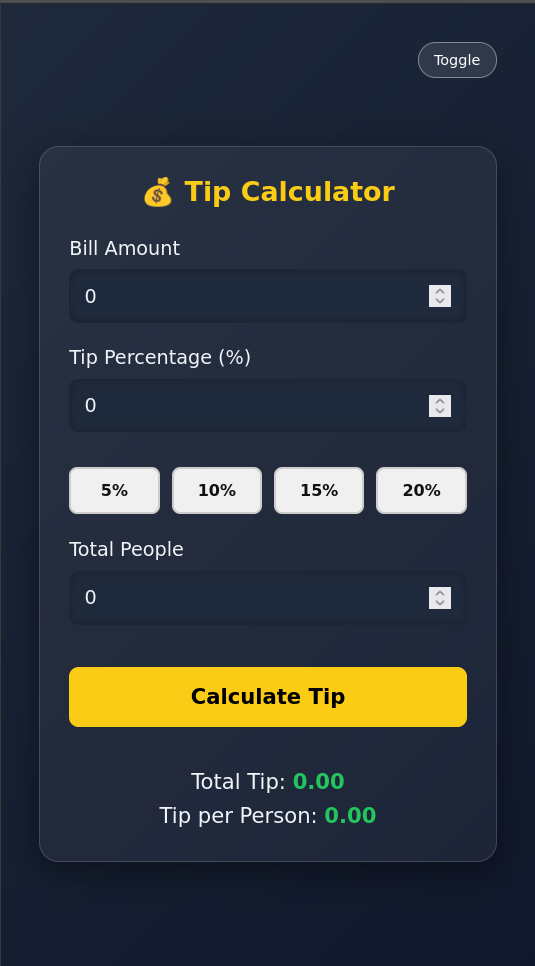 Toggle
💰 Tip Calculator
Bill Amount
0
Tip Percentage (%)
0
5% 10% 15% 20%
Total People
0
Calculate Tip
Total Tip: 0.00
Tip per Person: 0.00